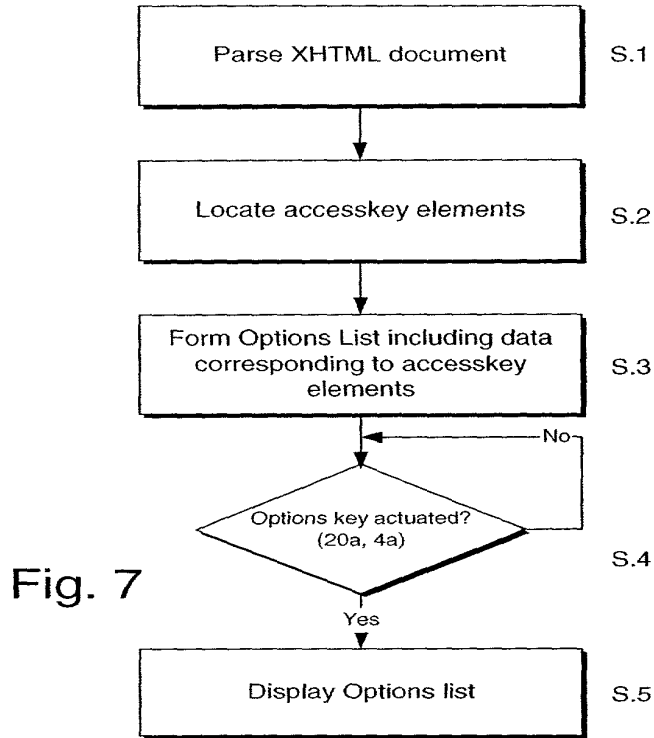 Parse XHTML document
S.1
Locate accesskey elements
S.2
Form Options List including data
corresponding to accesskey
elements
S.3
No
Options key actuated?
(20a, 4a)
S.4
Fig. 7
Yes
Display Options list
S.5